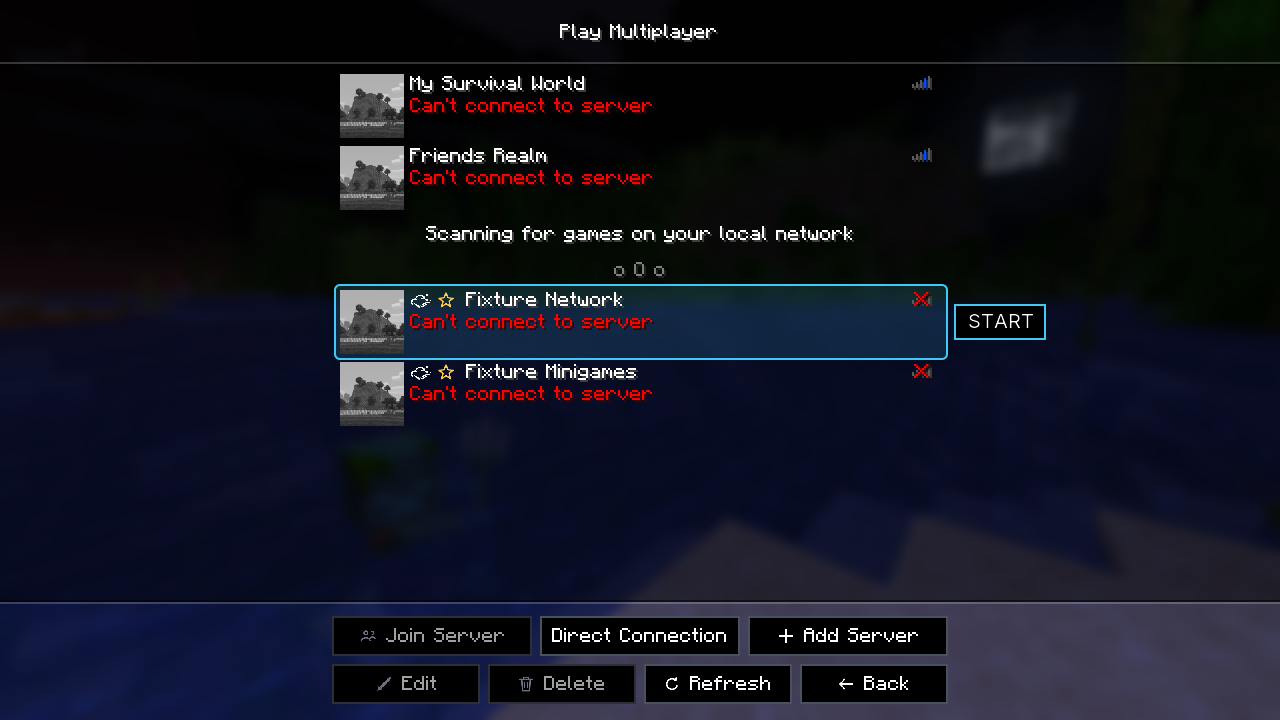 Play Multiplayer
My Survival World
Can't connect to server
Friends Realm
Can't connect to server
Scanning for games on your local network
o O o
Fixture Network
Can't connect to server
START
Fixture Minigames
Can't connect to server
Join Server
Direct Connection
Add Server
Edit
Delete
Refresh
Back